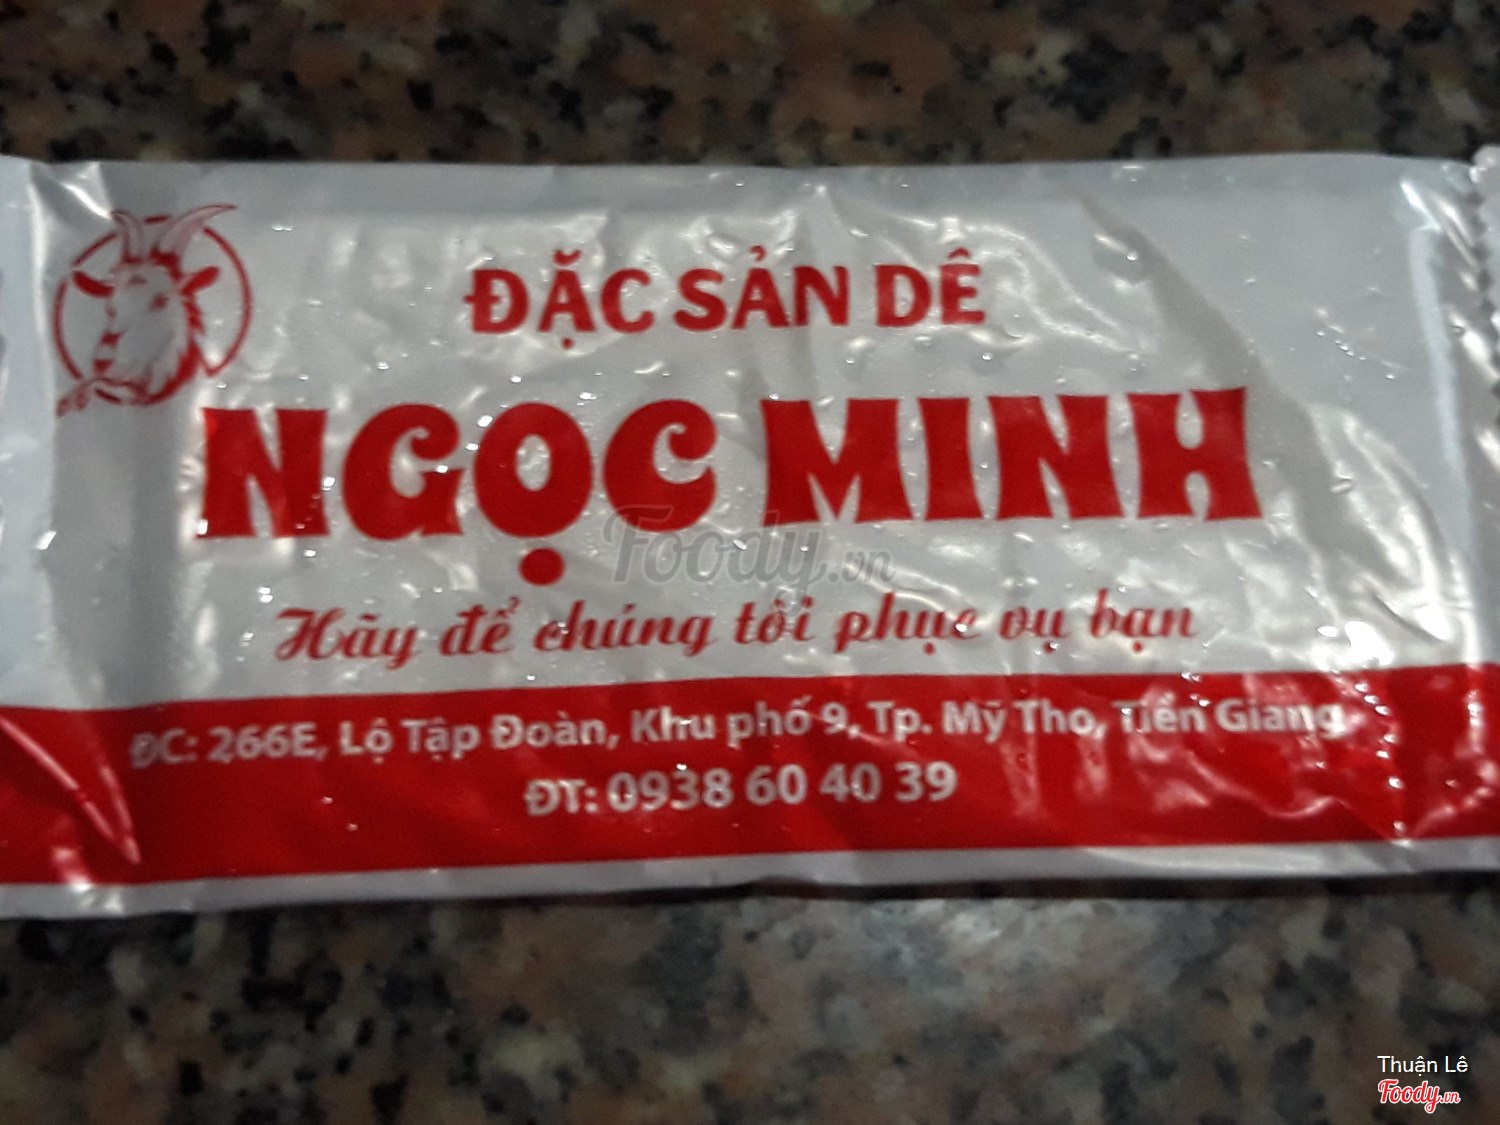 ĐẶC SẢN DÊ
NGỌC MINH
Foody.vn
Hãy để chúng tôi phục vụ bạn
ĐC: 266E, Lộ Tập Đoàn, Khu phố 9, Tp. Mỹ Tho, Tiền Giang
ĐT: 0938 60 40 39
Thuận Lê
Foody.vn